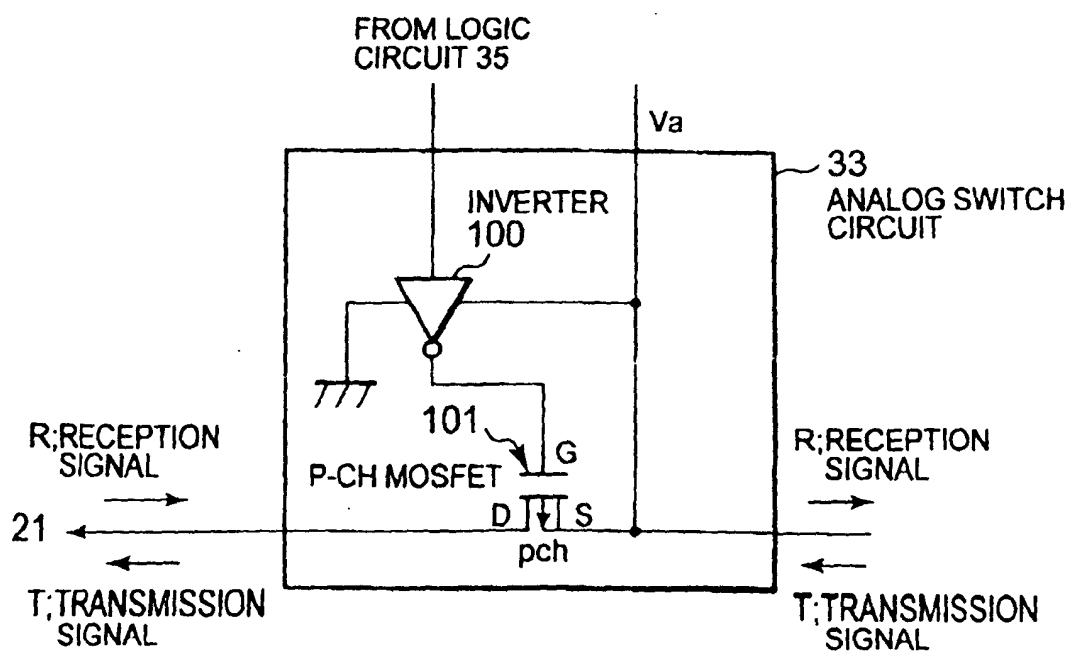 FROM LOGIC
CIRCUIT 35
Va
33
ANALOG SWITCH
CIRCUIT
INVERTER
100
101
G
P-CH MOSFET
D
S
pch
R;RECEPTION
SIGNAL
21
T;TRANSMISSION
SIGNAL
R;RECEPTION
SIGNAL
T;TRANSMISSION
SIGNAL